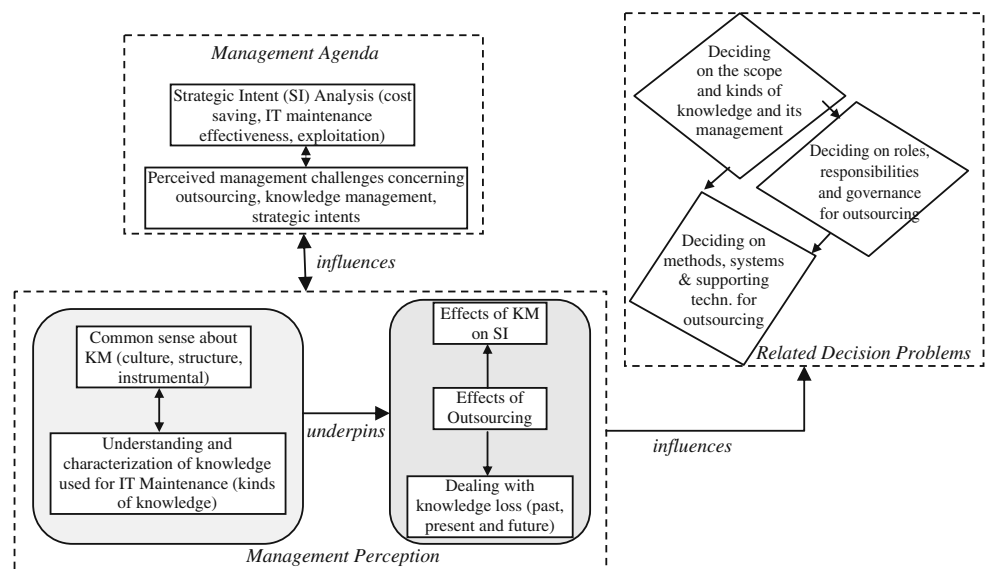 Management Agenda
Strategic Intent (SI) Analysis (cost
saving, IT maintenance
effectiveness, exploitation)
Perceived management challenges concerning
outsourcing, knowledge management,
strategic intents
influences
Common sense about
KM (culture, structure,
instrumental)
Understanding and
characterization of knowledge
used for IT Maintenance (kinds
of knowledge)
underpins
Effects of KM
on SI
Effects of
Outsourcing
Dealing with
knowledge loss (past,
present and future)
Management Perception
influences
Deciding
on the scope
and kinds of
knowledge and its
management
Deciding on roles,
responsibilities
and governance
for outsourcing
Deciding on
methods, systems
& supporting
techn. for
outsourcing
Related Decision Problems